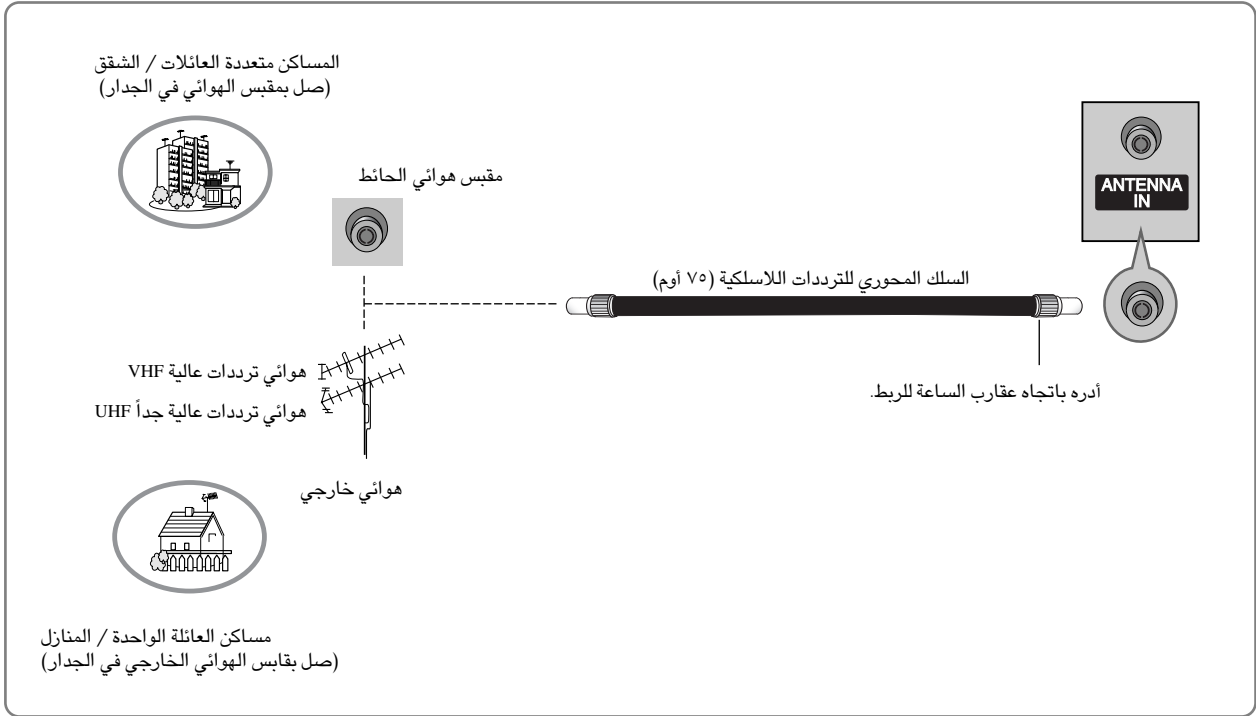 المساكن متعددة العائلات / الشقق
(صل بمقبس الهوائي في الجدار)
مقبس هوائي الحائط
ANTENNA
IN
السلك المحوري للترددات اللاسلكية (٧٥ أوم)
هوائي ترددات عالية VHF
هوائي ترددات عالية جداً UHF
أدره باتجاه عقارب الساعة للربط.
هوائي خارجي
مساكن العائلة الواحدة / المنازل
(صل بقابس الهوائي الخارجي في الجدار)